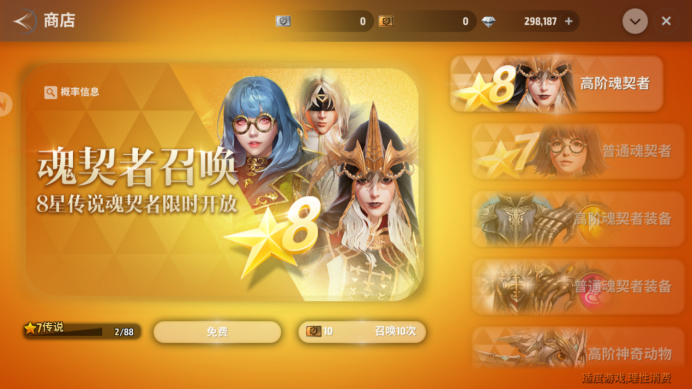 商店
0
0
298,187 +
概率信息
魂契者召唤
8星传说魂契者限时开放
8
7传说
2/88
免费
10
召唤10次
8
高阶魂契者
7
普通魂契者
高阶魂契者装备
普通魂契者装备
高阶神奇动物
适度游戏,理性消费